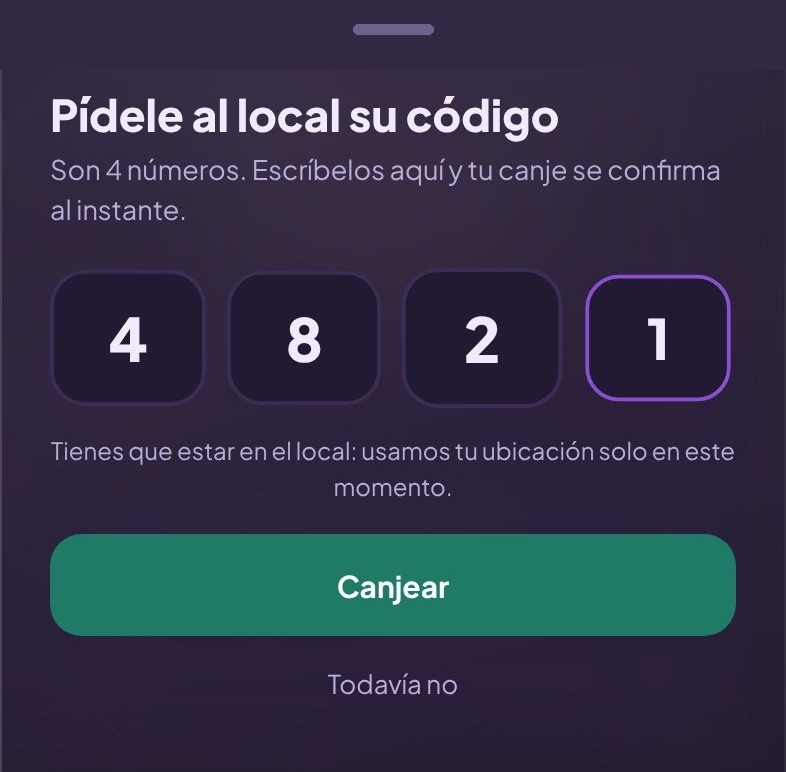 Pídele al local su código
Son 4 números. Escríbelos aquí y tu canje se confirma
al instante.
4 8 2 1
Tienes que estar en el local: usamos tu ubicación solo en este
momento.
Canjear
Todavía no